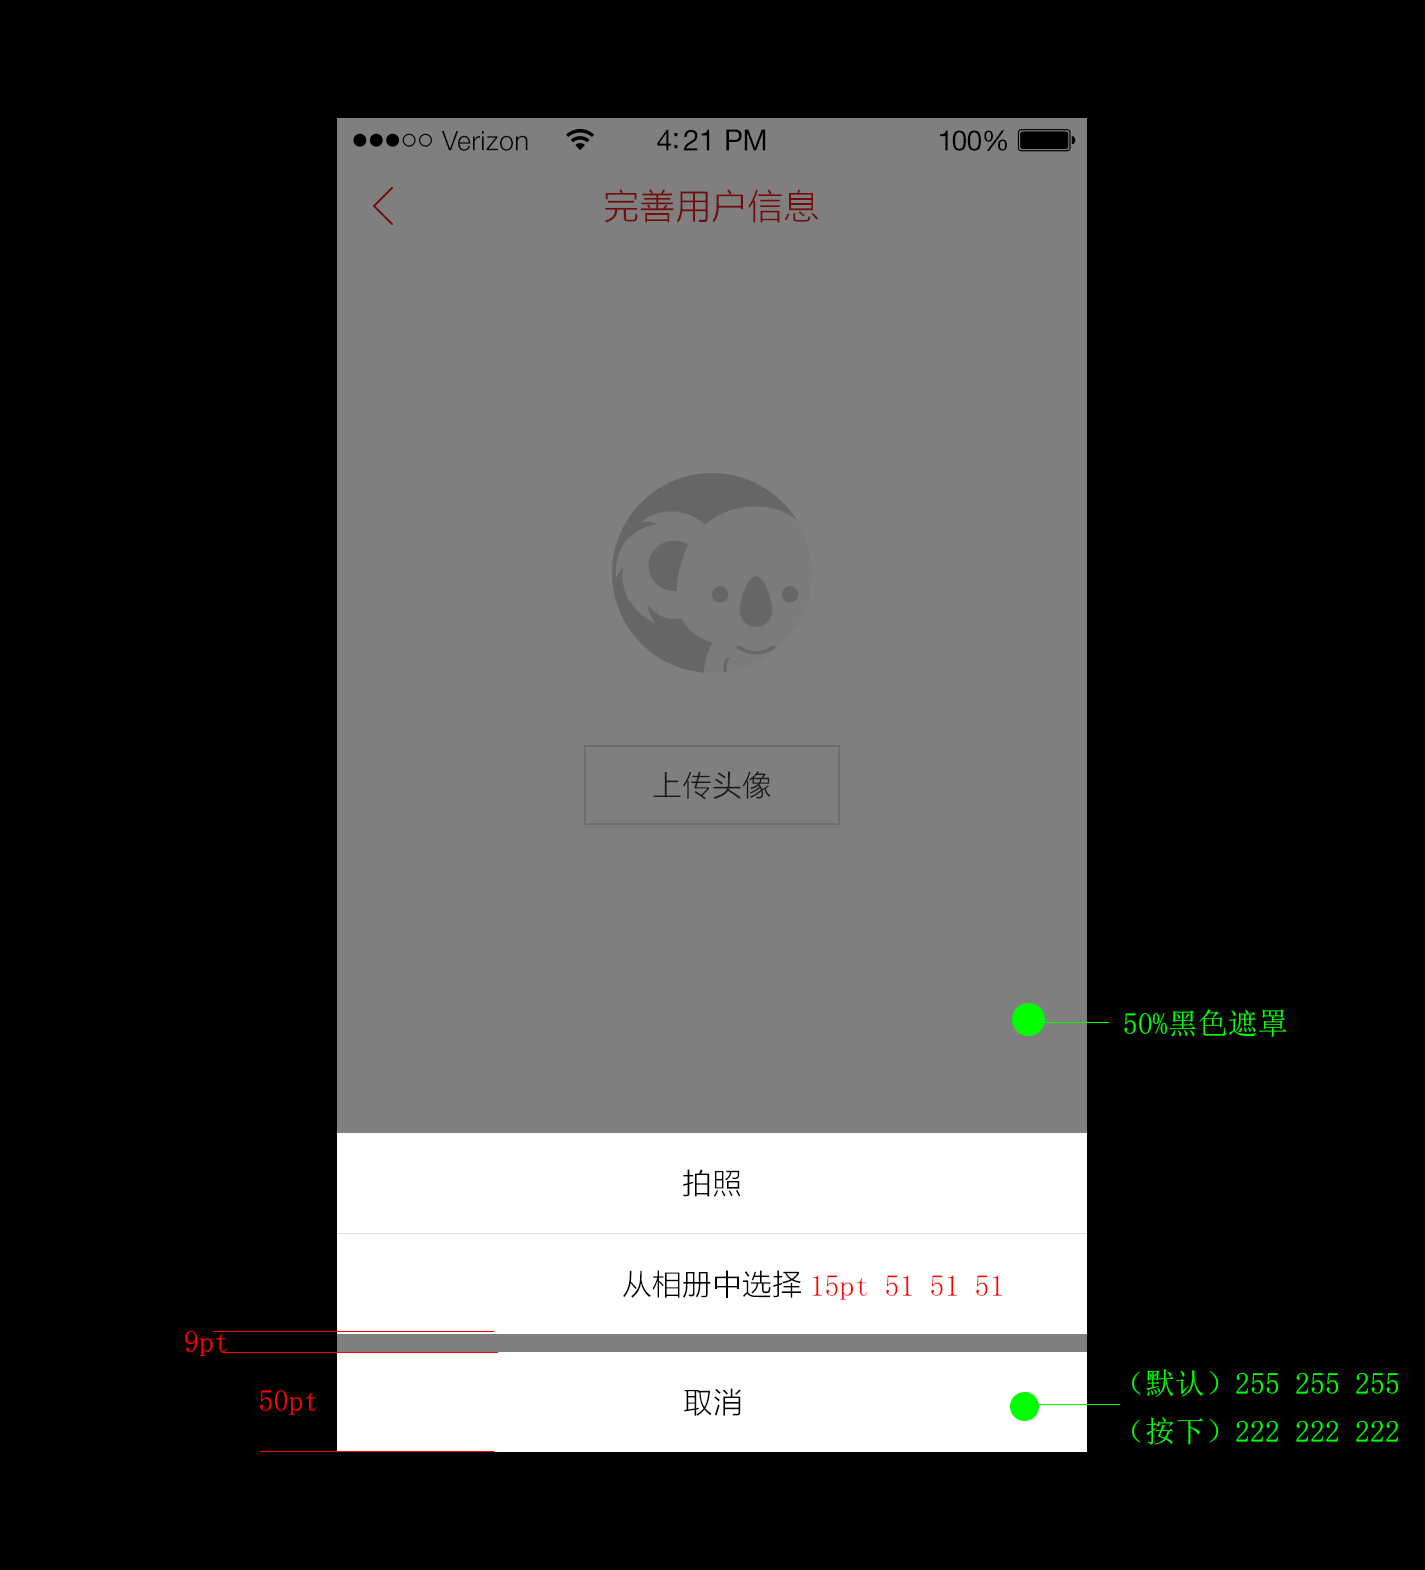 Verizon 4:21 PM 100%
完善用户信息
上传头像
50%黑色遮罩
拍照
从相册中选择 15pt 51 51 51
9pt
50pt
取消
（默认）255 255 255
（按下）222 222 222